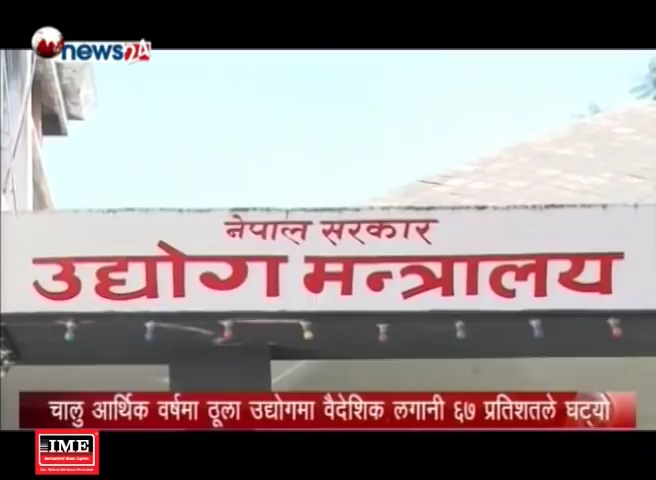 news24
नेपाल सरकार
उद्योग मन्त्रालय
चालु आर्थिक वर्षमा ठूला उद्योगमा वैदेशिक लगानी ६७ प्रतिशतले घट्यो
IME